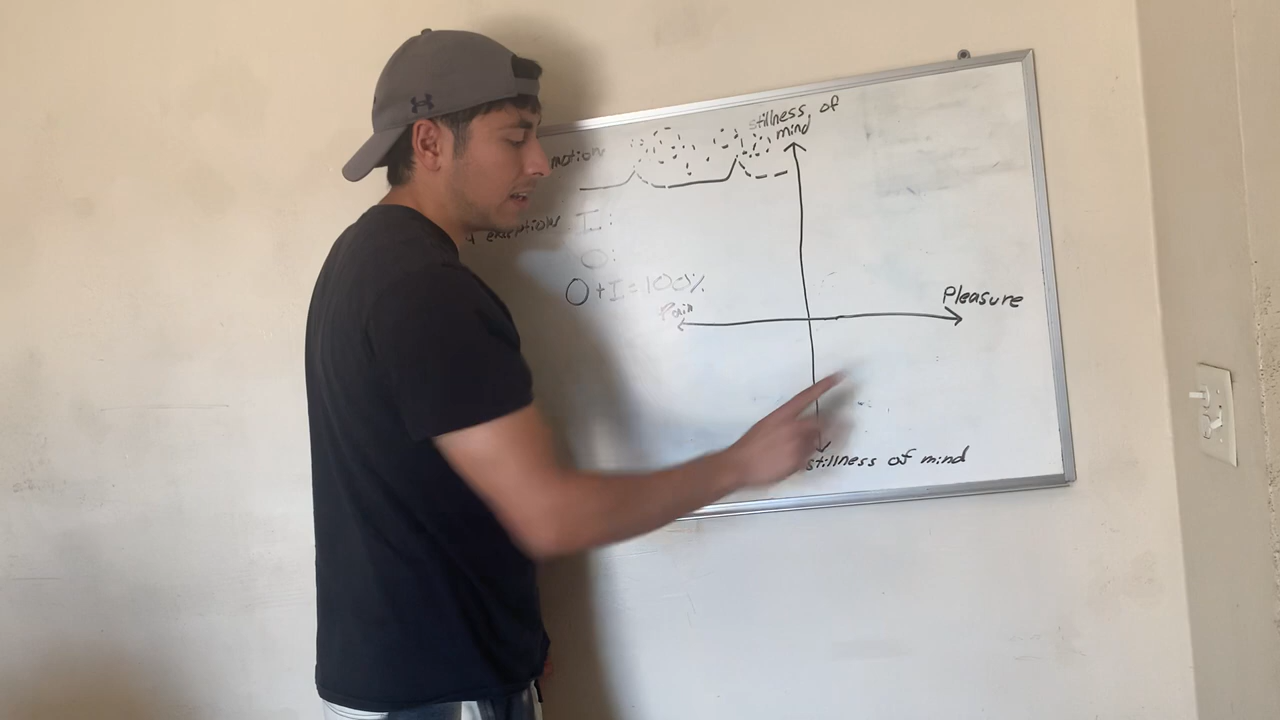 stillness of
mind
motion
exceptions I:
O:
O + I = 100%
Pain
Pleasure
stillness of mind